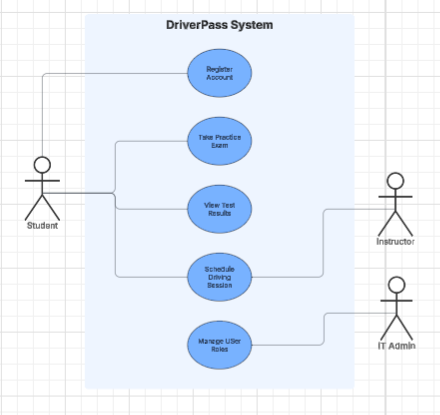 DriverPass System
Register
Account
Take Practice
Exam
View Test
Results
Student
Instructor
Schedule
Driving
Session
Manage USer
Roles
IT Admin